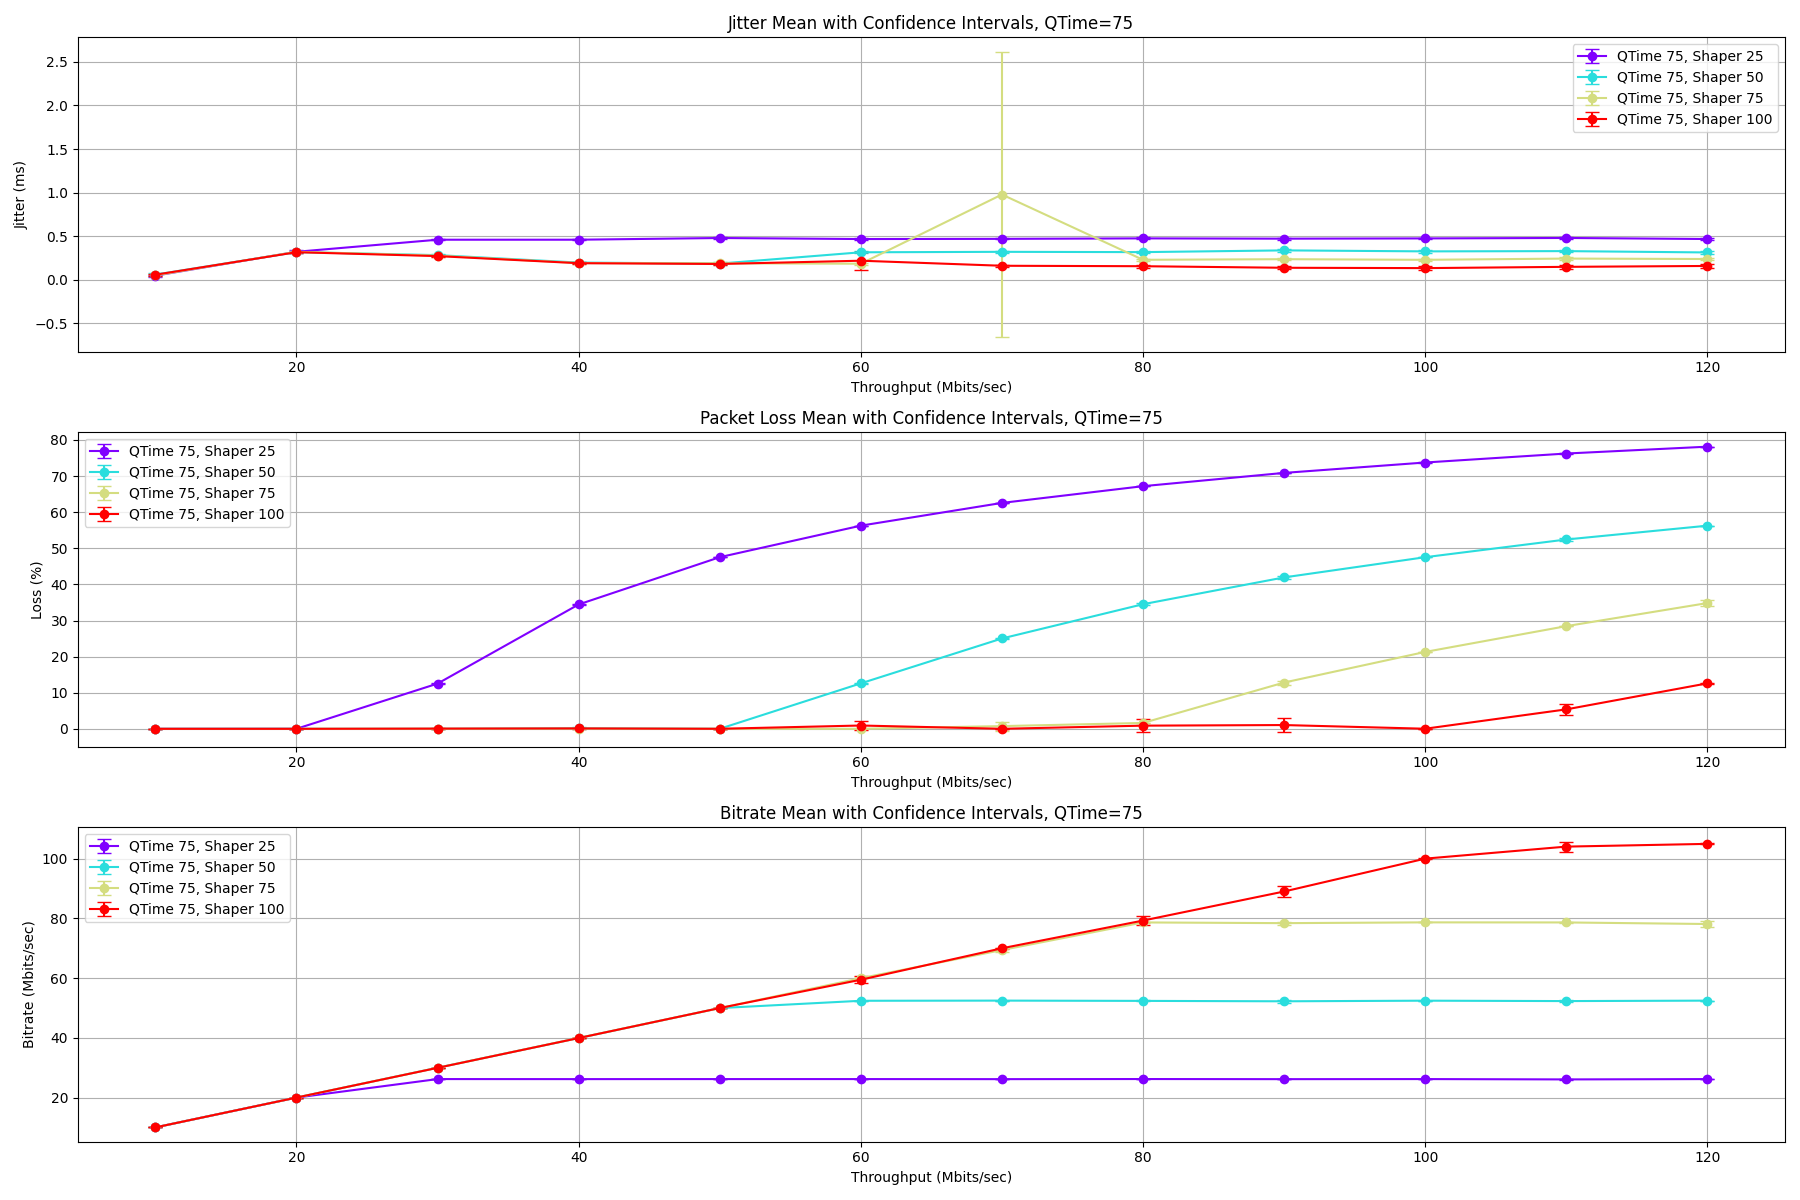 Jitter Mean with Confidence Intervals, QTime=75
2.5
2.0
1.5
1.0
0.5
0.0
−0.5
Jitter (ms)
QTime 75, Shaper 25
QTime 75, Shaper 50
QTime 75, Shaper 75
QTime 75, Shaper 100
20 40 60 80 100 120
Throughput (Mbits/sec)
Packet Loss Mean with Confidence Intervals, QTime=75
80
70
60
50
40
30
20
10
0
Loss (%)
QTime 75, Shaper 25
QTime 75, Shaper 50
QTime 75, Shaper 75
QTime 75, Shaper 100
20 40 60 80 100 120
Throughput (Mbits/sec)
Bitrate Mean with Confidence Intervals, QTime=75
100
80
60
40
20
Bitrate (Mbits/sec)
QTime 75, Shaper 25
QTime 75, Shaper 50
QTime 75, Shaper 75
QTime 75, Shaper 100
20 40 60 80 100 120
Throughput (Mbits/sec)